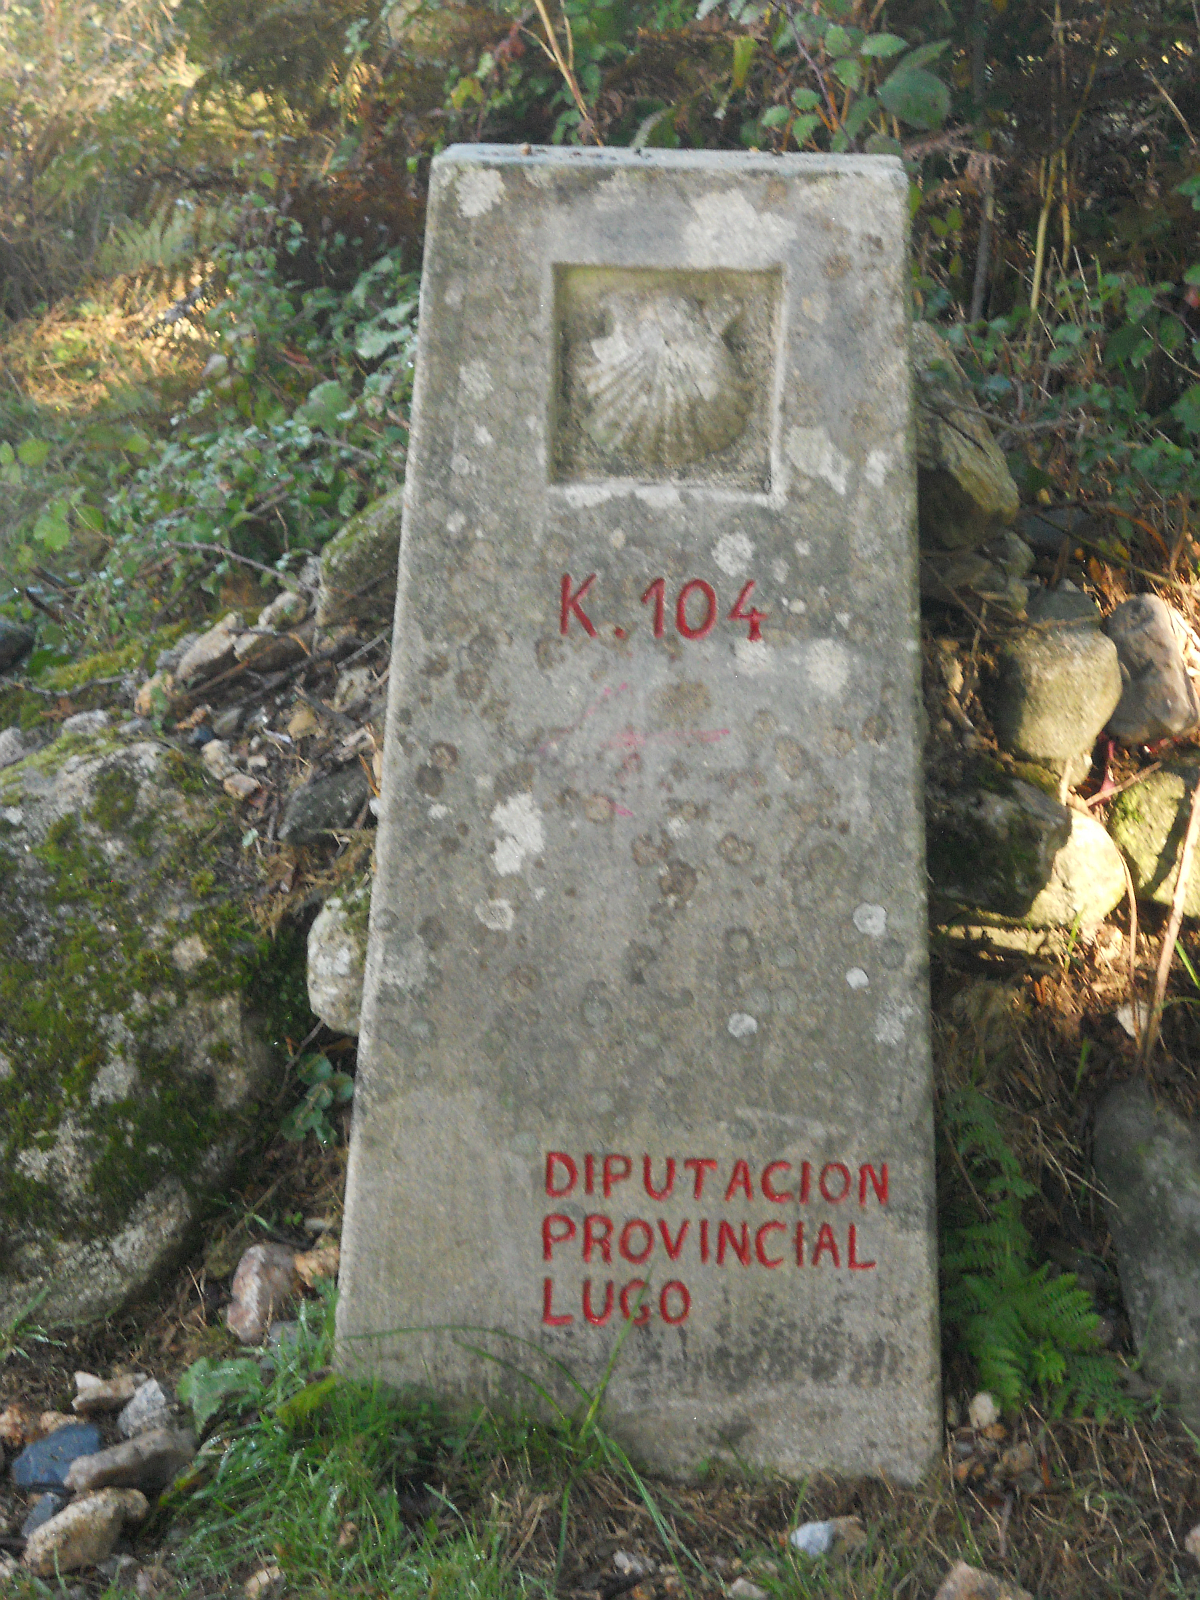 K.104
DIPUTACION
PROVINCIAL
LUGO